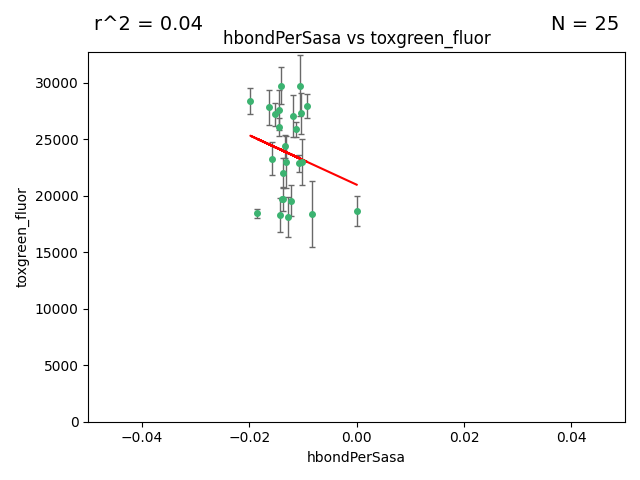 r^2 = 0.04
N = 25
hbondPerSasa vs toxgreen_fluor
30000
25000
20000
15000
10000
5000
0
toxgreen_fluor
−0.04
−0.02
0.00
0.02
0.04
hbondPerSasa